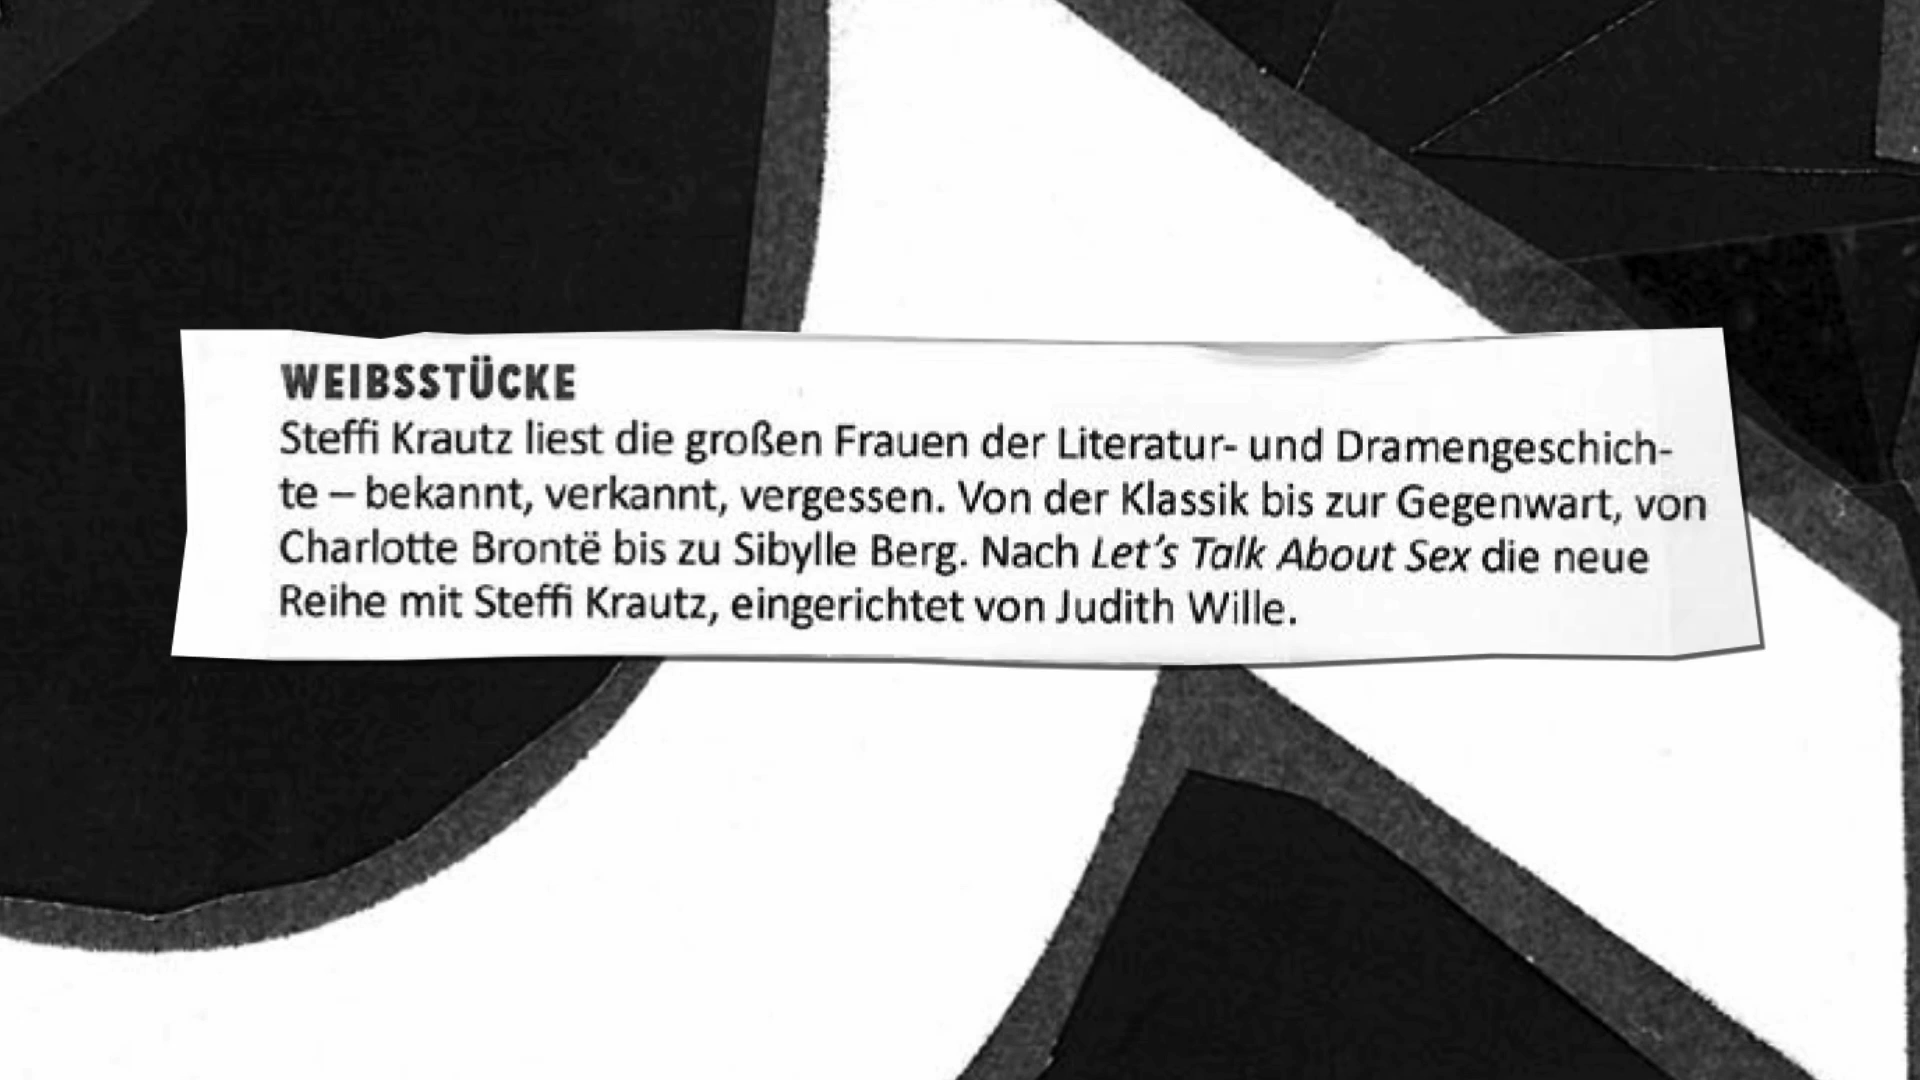 WEIBSSTÜCKE
Steffi Krautz liest die großen Frauen der Literatur- und Dramengeschich-
te – bekannt, verkannt, vergessen. Von der Klassik bis zur Gegenwart, von
Charlotte Brontë bis zu Sibylle Berg. Nach Let's Talk About Sex die neue
Reihe mit Steffi Krautz, eingerichtet von Judith Wille.